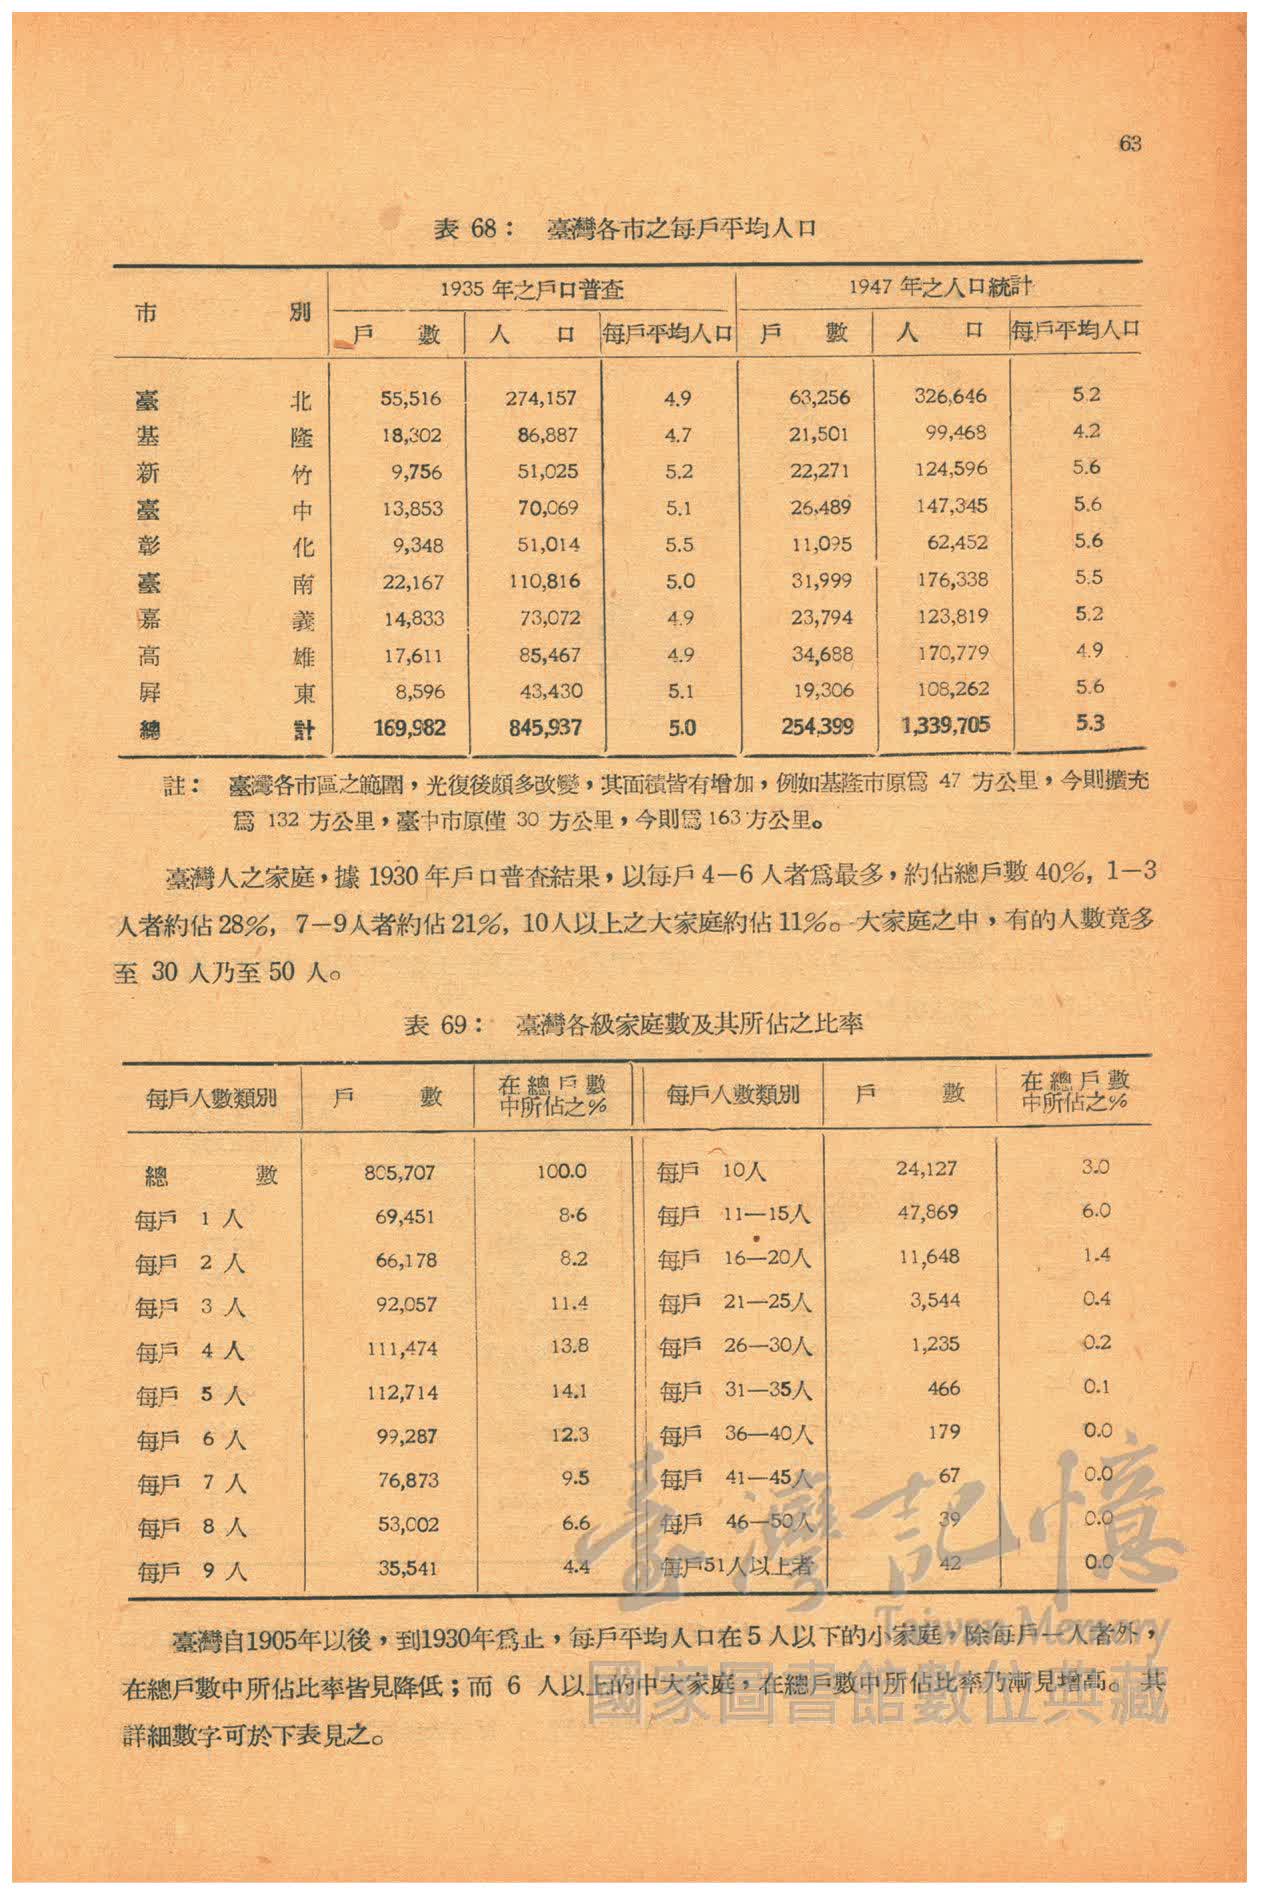 63
表 68： 臺灣各市之每戶平均人口
市 別 1935 年之戶口普查 1947 年之人口統計
戶 數 人 口 每戶平均人口 戶 數 人 口 每戶平均人口
臺 北 55,516 274,157 4.9 63,256 326,646 5.2
基 隆 18,302 86,887 4.7 21,501 99,468 4.2
新 竹 9,756 51,025 5.2 22,271 124,596 5.6
臺 中 13,853 70,069 5.1 26,489 147,345 5.6
彰 化 9,348 51,014 5.5 11,095 62,452 5.6
臺 南 22,167 110,816 5.0 31,999 176,338 5.5
嘉 義 14,833 73,072 4.9 23,794 123,819 5.2
高 雄 17,611 85,467 4.9 34,688 170,779 4.9
屏 東 8,596 43,430 5.1 19,306 108,262 5.6
總 計 169,982 845,937 5.0 254,399 1,339,705 5.3
註： 臺灣各市區之範圍，光復後頗多改變，其面積皆有增加，例如基隆市原爲 47 方公里，今則擴充
爲 132 方公里，臺中市原僅 30 方公里，今則爲 163 方公里。
臺灣人之家庭，據 1930 年戶口普查結果，以每戶 4—6 人者爲最多，約佔總戶數 40%, 1—3
人者約佔 28%, 7—9人者約佔 21%, 10人以上之大家庭約佔 11%。大家庭之中，有的人數竟多
至 30 人乃至 50 人。
表 69： 臺灣各級家庭數及其所佔之比率
每戶人數類別 戶 數 在總戶數中所佔之% 每戶人數類別 戶 數 在總戶數中所佔之%
總 數 805,707 100.0 每戶 10人 24,127 3.0
每戶 1 人 69,451 8.6 每戶 11—15人 47,869 6.0
每戶 2 人 66,178 8.2 每戶 16—20人 11,648 1.4
每戶 3 人 92,057 11.4 每戶 21—25人 3,544 0.4
每戶 4 人 111,474 13.8 每戶 26—30人 1,235 0.2
每戶 5 人 112,714 14.1 每戶 31—35人 466 0.1
每戶 6 人 99,287 12.3 每戶 36—40人 179 0.0
每戶 7 人 76,873 9.5 每戶 41—45人 67 0.0
每戶 8 人 53,002 6.6 每戶 46—50人 39 0.0
每戶 9 人 35,541 4.4 每戶51人以上者 42 0.0
臺灣自1905年以後，到1930年爲止，每戶平均人口在 5 人以下的小家庭，除每戶一人者外，
在總戶數中所佔比率皆見降低；而 6 人以上的中大家庭，在總戶數中所佔比率乃漸見增高。其
詳細數字可於下表見之。
臺灣記憶
Taiwan Memory
國家圖書館數位典藏